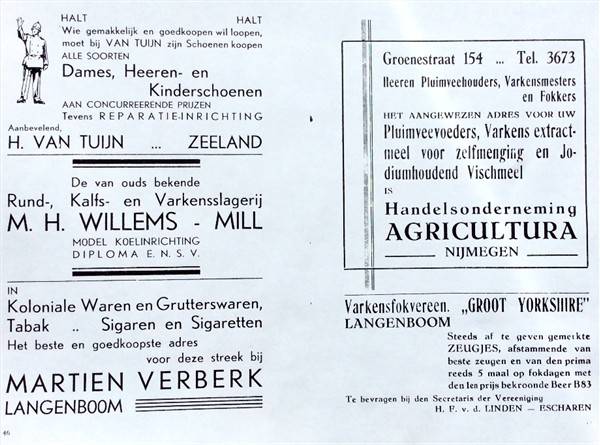 HALT HALT
Wie gemakkelijk en goedkoopen wil loopen,
moet bij VAN TUIJN zijn Schoenen koopen
ALLE SOORTEN
Dames, Heeren- en
Kinderschoenen
AAN CONCURREERENDE PRIJZEN
Tevens REPARATIE-INRICHTING
Aanbevelend,
H. VAN TUIJN ... ZEELAND
De van ouds bekende
Rund-, Kalfs- en Varkensslagerij
M. H. WILLEMS - MILL
MODEL KOELINRICHTING
DIPLOMA E. N. S. V.
IN
Koloniale Waren en Grutterswaren,
Tabak .. Sigaren en Sigaretten
Het beste en goedkoopste adres
voor deze streek bij
MARTIEN VERBERK
LANGENBOOM
46
Groenestraat 154 ... Tel. 3673
Heeren Pluimveehouders, Varkensmesters
en Fokkers
HET AANGEWEZEN ADRES VOOR UW
Pluimveevoeders, Varkens extract-
meel voor zelfmenging en Jo-
diumhoudend Vischmeel
IS
Handelsonderneming
AGRICULTURA
NIJMEGEN
Varkensfokvereen. „GROOT YORKSHIRE"
LANGENBOOM
Steeds af te geven gemerkte
ZEUGJES, afstammende van
beste zeugen en van den prima
reeds 5 maal op fokdagen met
den 1en prijs bekroonde Beer B83
Te bevragen bij den Secretaris der Vereeniging
H. F. v. d. LINDEN — ESCHAREN